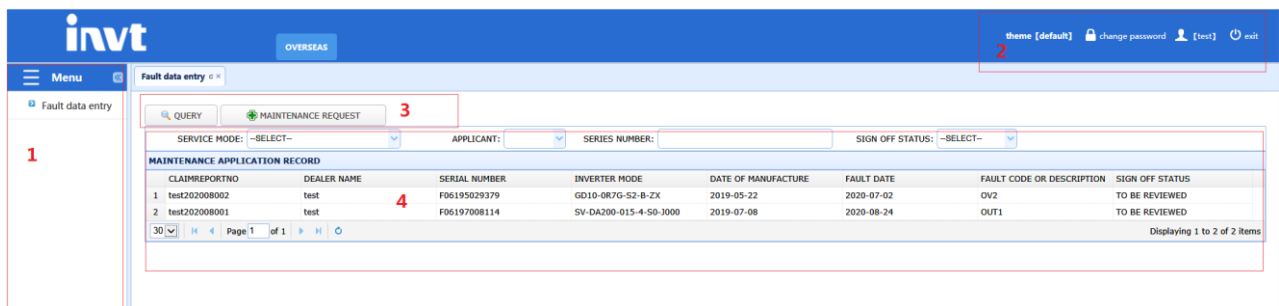 invt
OVERSEAS
theme [default] change password [test] exit
2
Menu
Fault data entry
Fault data entry
1
QUERY MAINTENANCE REQUEST
3
SERVICE MODE: --SELECT-- APPLICANT: SERIES NUMBER: SIGN OFF STATUS: --SELECT--
MAINTENANCE APPLICATION RECORD
CLAIMREPORTNO DEALER NAME SERIAL NUMBER INVERTER MODE DATE OF MANUFACTURE FAULT DATE FAULT CODE OR DESCRIPTION SIGN OFF STATUS
1 test202008002 test F06195029379 GD10-0R7G-S2-B-ZX 2019-05-22 2020-07-02 OV2 TO BE REVIEWED
4
2 test202008001 test F06197008114 SV-DA200-015-4-S0-J000 2019-07-08 2020-08-24 OUT1 TO BE REVIEWED
30 Page 1 of 1 Displaying 1 to 2 of 2 items